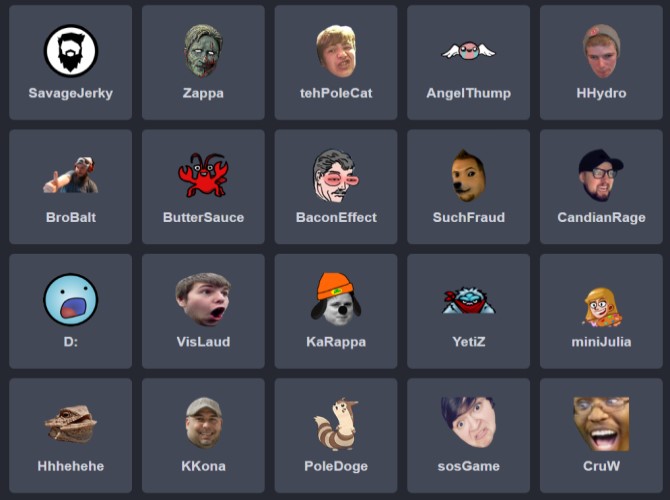 SavageJerky Zappa tehPoleCat AngelThump HHydro
BroBalt ButterSauce BaconEffect SuchFraud CandianRage
D: VisLaud KaRappa YetiZ miniJulia
Hhhehehe KKona PoleDoge sosGame CruW